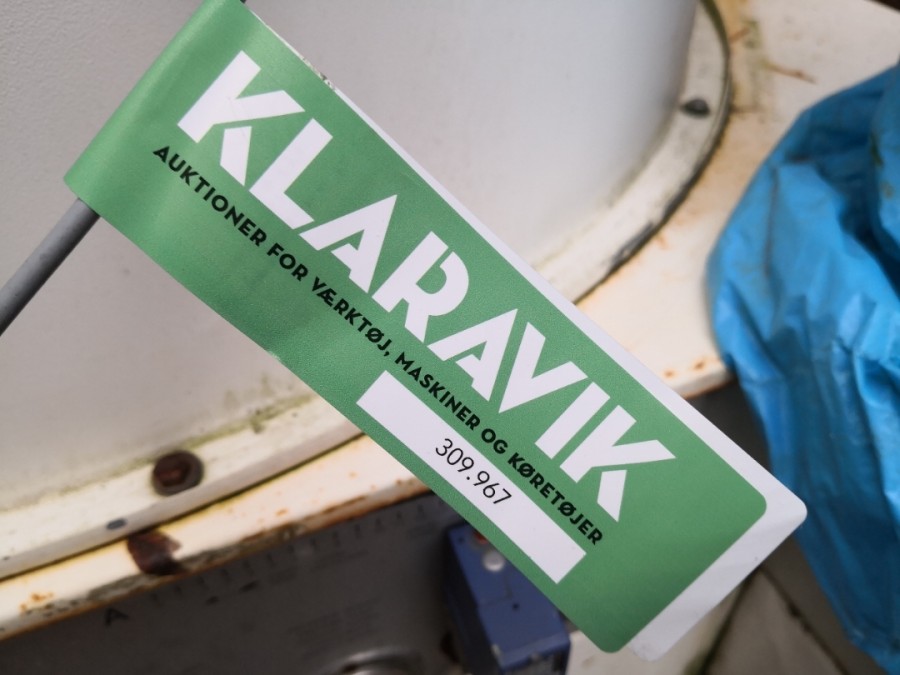 KLARAVIK
AUKTIONER FOR VÆRKTØJ, MASKINER OG KØRETØJER
309.967
A